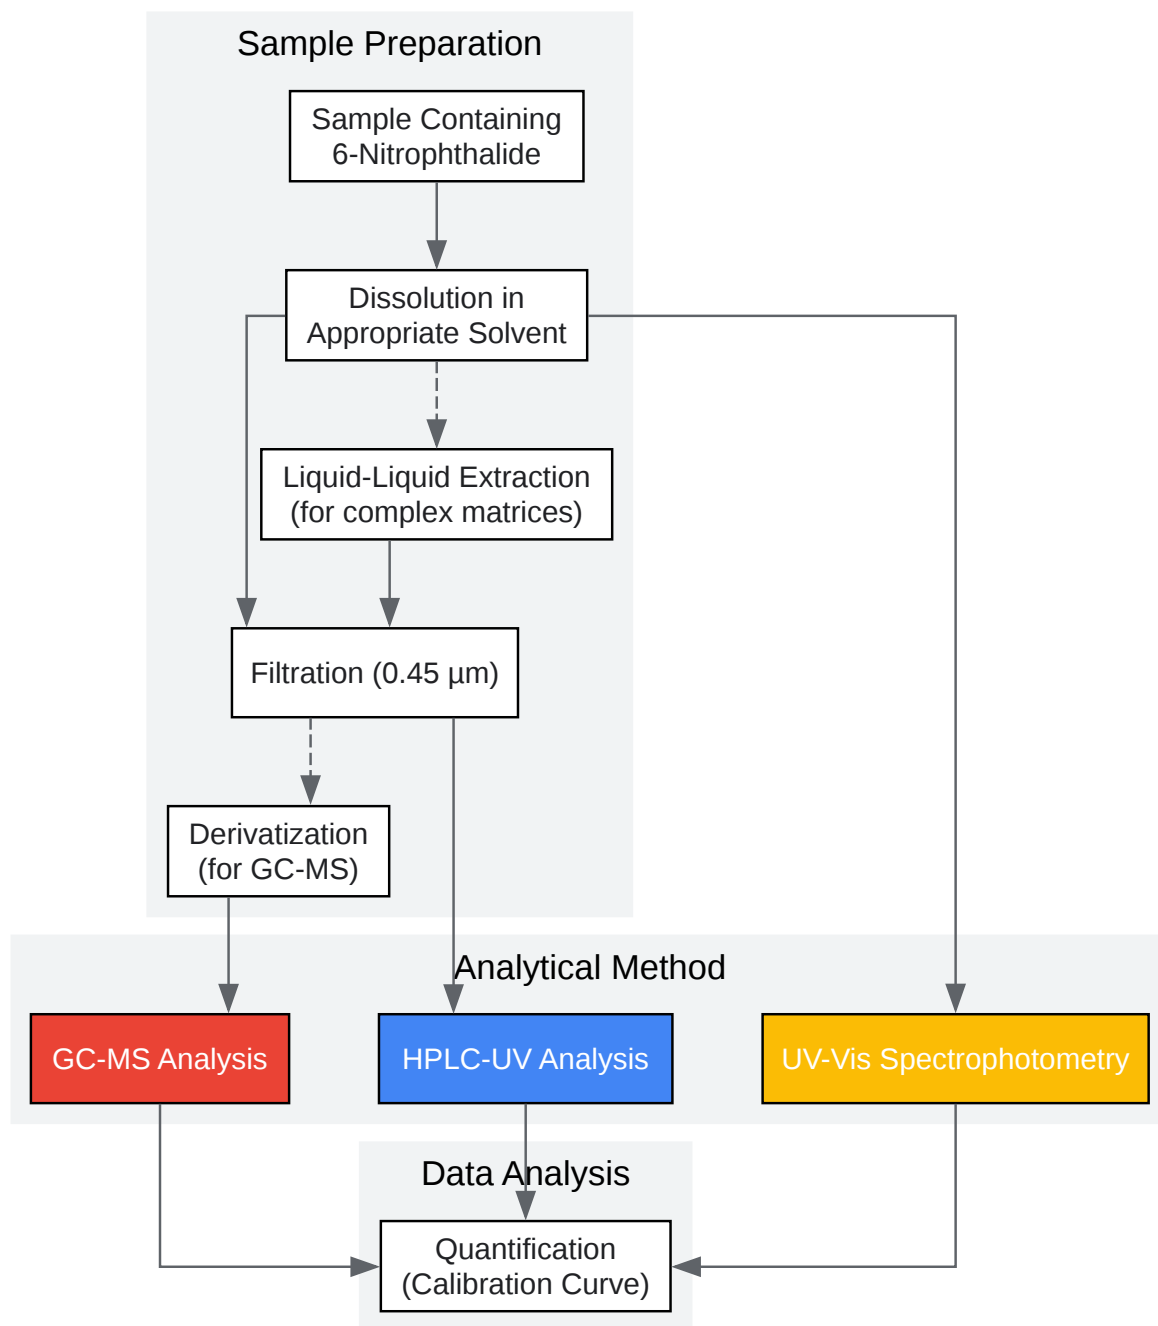 Sample Preparation
Sample Containing
6-Nitrophthalide
Dissolution in
Appropriate Solvent
Liquid-Liquid Extraction
(for complex matrices)
Filtration (0.45 µm)
Derivatization
(for GC-MS)
Analytical Method
GC-MS Analysis
HPLC-UV Analysis
UV-Vis Spectrophotometry
Data Analysis
Quantification
(Calibration Curve)